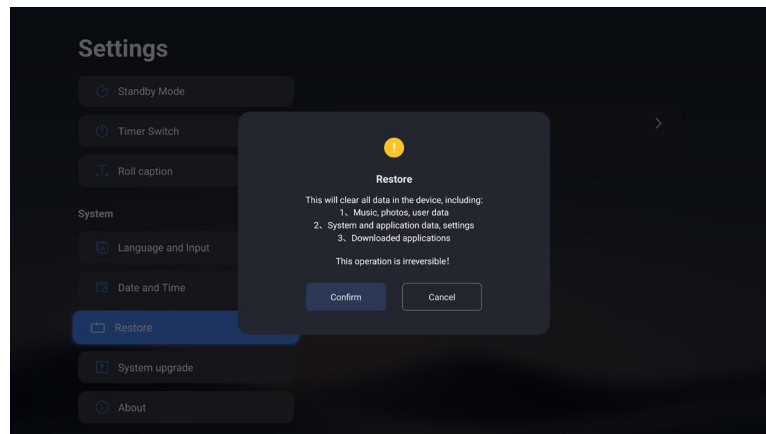 Settings
Standby Mode
Timer Switch
Roll caption
System
Language and Input
Date and Time
Restore
System upgrade
About
Restore
This will clear all data in the device, including:
1、Music, photos, user data
2、System and application data, settings
3、Downloaded applications
This operation is irreversible!
Confirm
Cancel